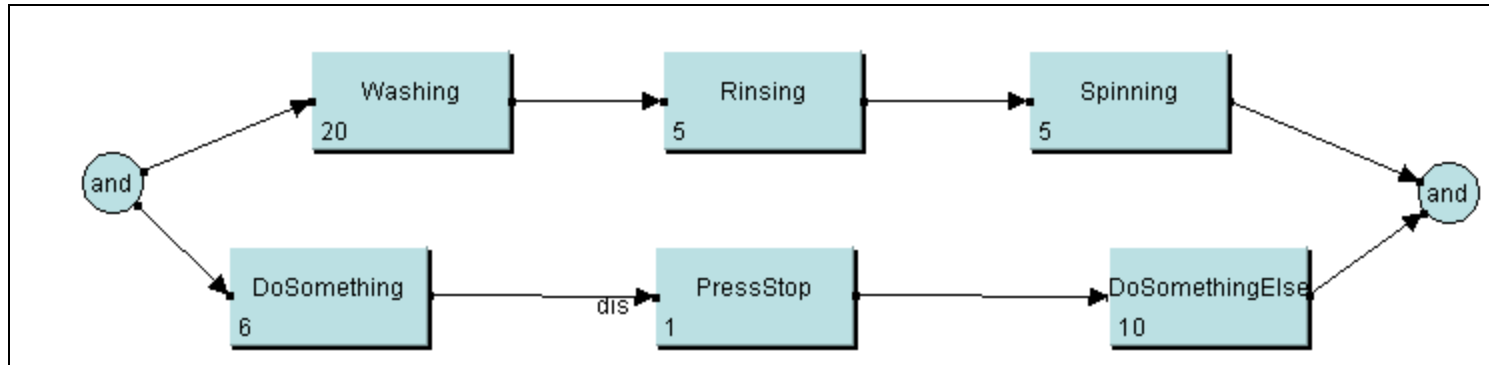 Washing
20
Rinsing
5
Spinning
5
and
and
DoSomething
6
dis
PressStop
1
DoSomethingElse
10